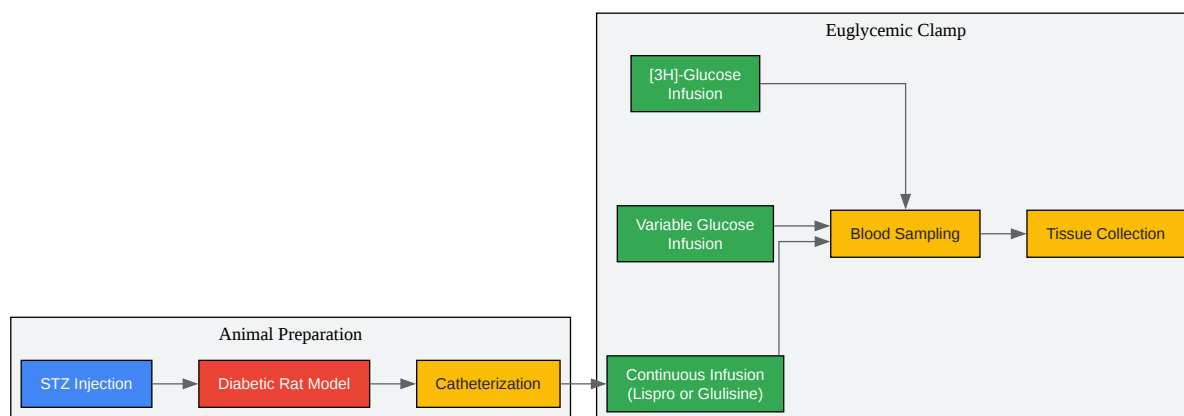 Euglycemic Clamp
[3H]-Glucose
Infusion
Variable Glucose
Infusion
Blood Sampling
Tissue Collection
Animal Preparation
STZ Injection
Diabetic Rat Model
Catheterization
Continuous Infusion
(Lispro or Glulisine)